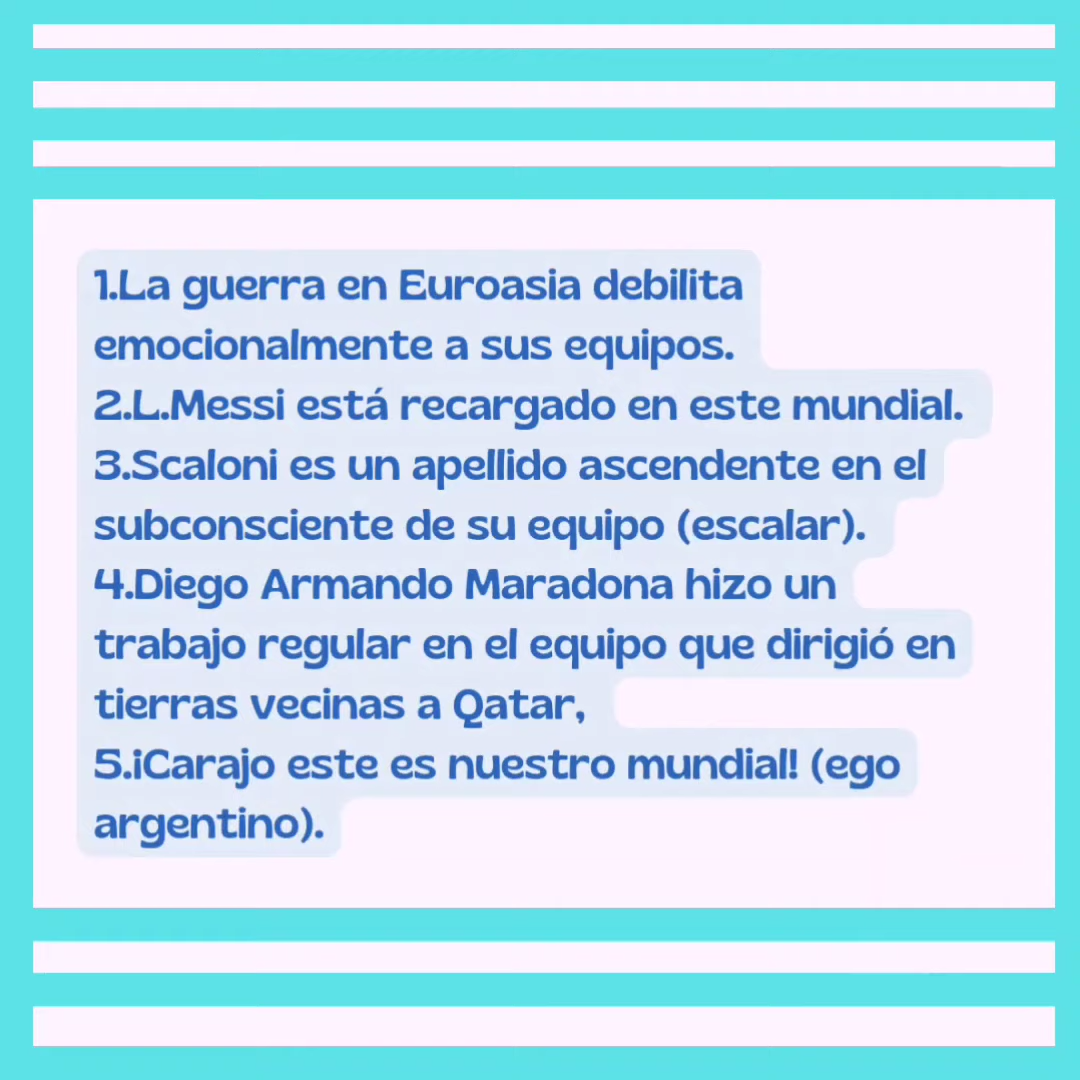 1.La guerra en Euroasia debilita
emocionalmente a sus equipos.
2.L.Messi está recargado en este mundial.
3.Scaloni es un apellido ascendente en el
subconsciente de su equipo (escalar).
4.Diego Armando Maradona hizo un
trabajo regular en el equipo que dirigió en
tierras vecinas a Qatar,
5.¡Carajo este es nuestro mundial! (ego
argentino).